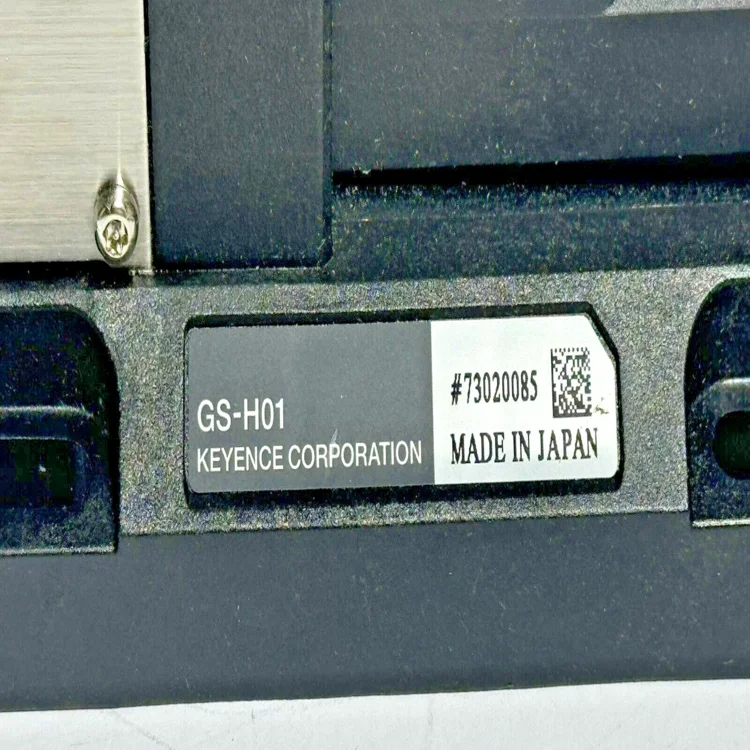 GS-H01
KEYENCE CORPORATION
#73020085
MADE IN JAPAN